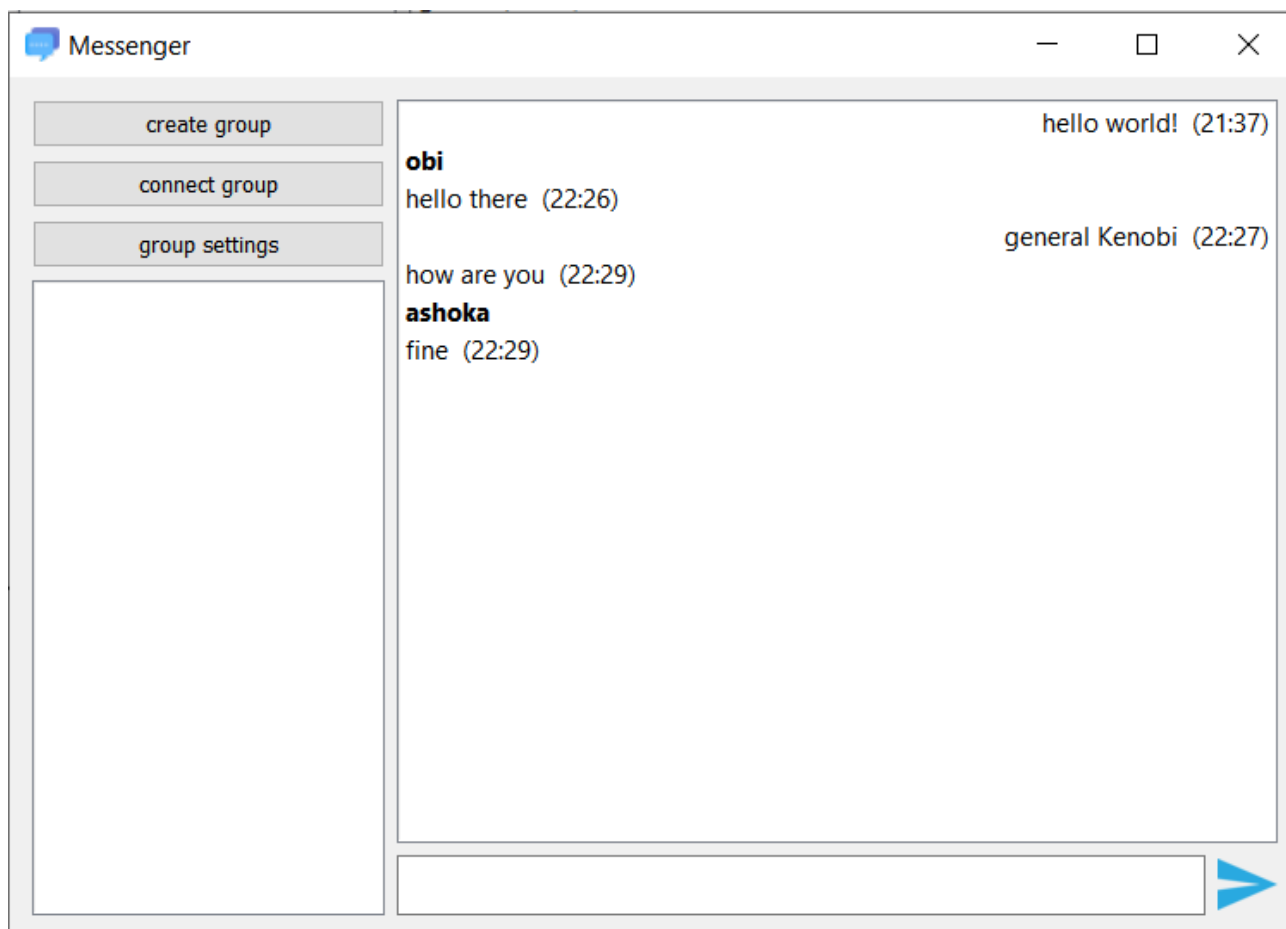 Messenger
create group
connect group
group settings
hello world!  (21:37)
obi
hello there  (22:26)
general Kenobi  (22:27)
how are you  (22:29)
ashoka
fine  (22:29)